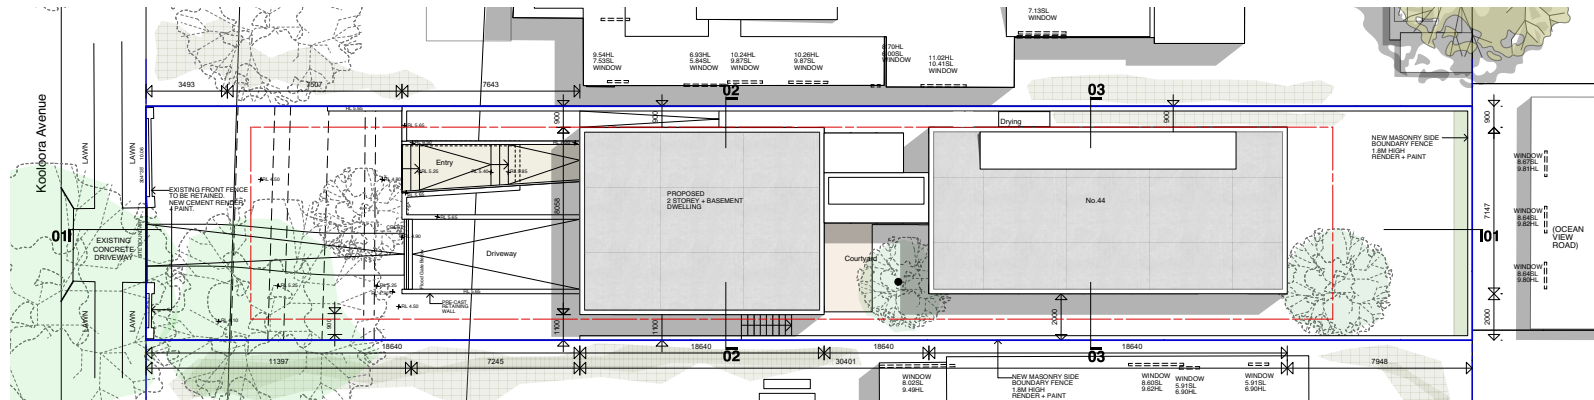 7.13SL
WINDOW
9.54HL
7.53SL
WINDOW
6.93HL
5.84SL
WINDOW
10.24HL
9.87SL
WINDOW
10.26HL
9.87SL
WINDOW
WINDOW
11.02HL
10.41SL
WINDOW
3493
7643
02
03
Kooloora Avenue
LAWN
LAWN
900
900
900
900
Drying
NEW MASONRY SIDE
BOUNDARY FENCE
1.8M HIGH
RENDER + PAINT
WINDOW
8.67SL
9.81HL
Entry
EXISTING FRONT FENCE
TO BE RETAINED.
NEW CEMENT RENDER
+ PAINT.
PROPOSED
2 STOREY + BASEMENT
DWELLING
No.44
8058
7147
WINDOW
8.64SL
9.82HL
01
EXISTING
CONCRETE
DRIVEWAY
Driveway
Courtyard
01
(OCEAN
VIEW
ROAD)
WINDOW
8.64SL
9.80HL
PRE-CAST
RETAINING
WALL
LAWN
LAWN
900
1100
1100
2000
2000
18640
18640
18640
18640
02
03
11397
7245
30401
7948
WINDOW
8.02SL
9.49HL
NEW MASONRY SIDE
BOUNDARY FENCE
1.8M HIGH
RENDER + PAINT
WINDOW
8.60SL
9.62HL
WINDOW
5.91SL
6.90HL
WINDOW
5.91SL
6.90HL